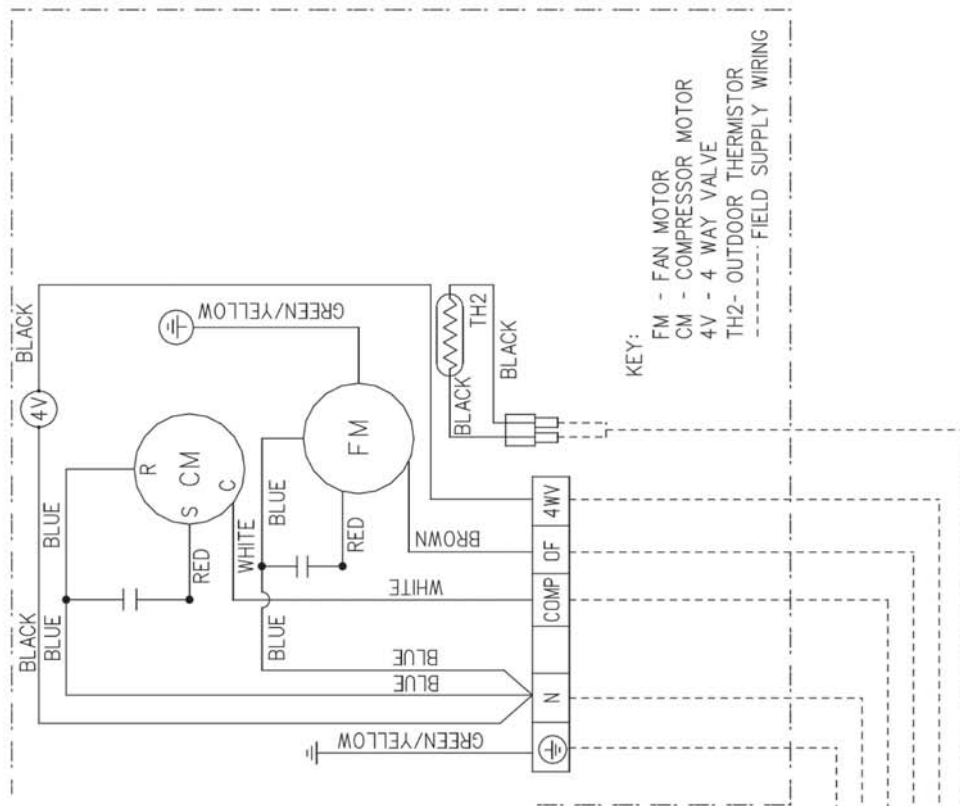 BLACK
4V
BLACK
BLUE
BLUE
R
CM
S
C
RED
WHITE
GREEN/YELLOW
BLUE
FM
RED
BLUE
BROWN
WHITE
BLUE
BLUE
GREEN/YELLOW
TH2
BLACK
BLACK
4WV
OF
COMP
N
KEY:
FM - FAN MOTOR
CM - COMPRESSOR MOTOR
4V - 4 WAY VALVE
TH2- OUTDOOR THERMISTOR
------ FIELD SUPPLY WIRING